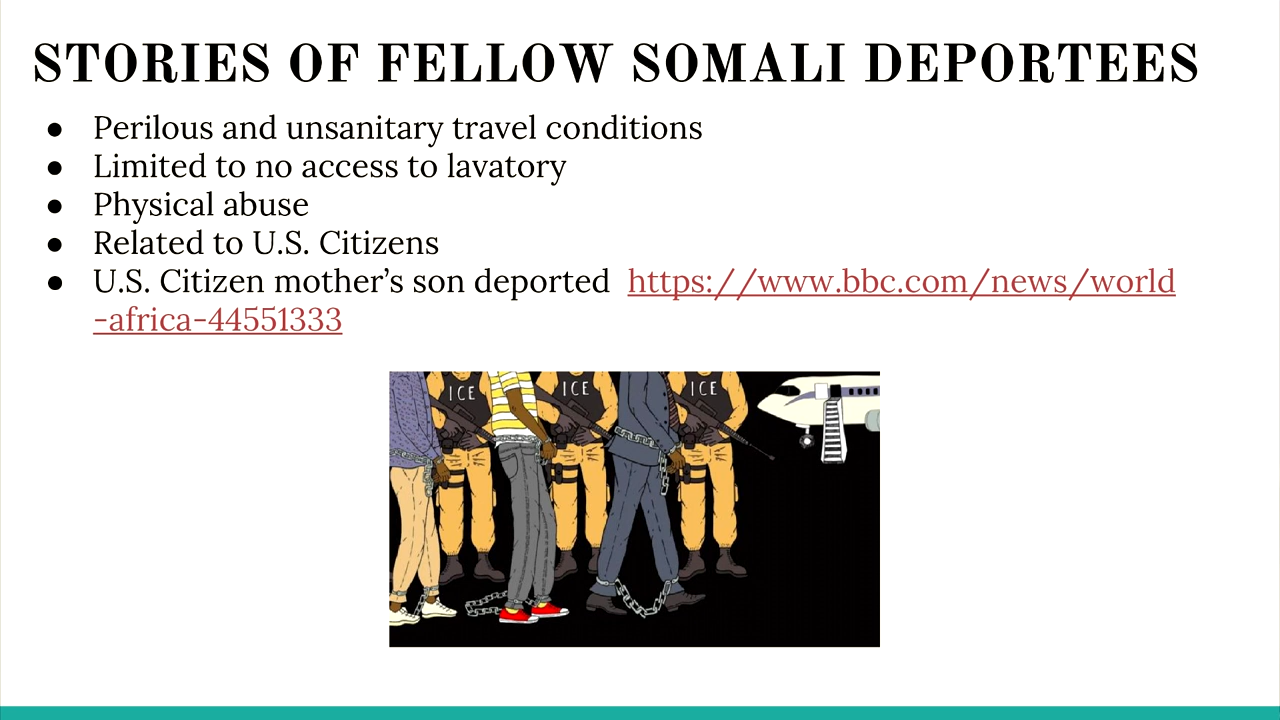 STORIES OF FELLOW SOMALI DEPORTEES
● Perilous and unsanitary travel conditions
● Limited to no access to lavatory
● Physical abuse
● Related to U.S. Citizens
● U.S. Citizen mother’s son deported https://www.bbc.com/news/world
-africa-44551333
ICE ICE ICE